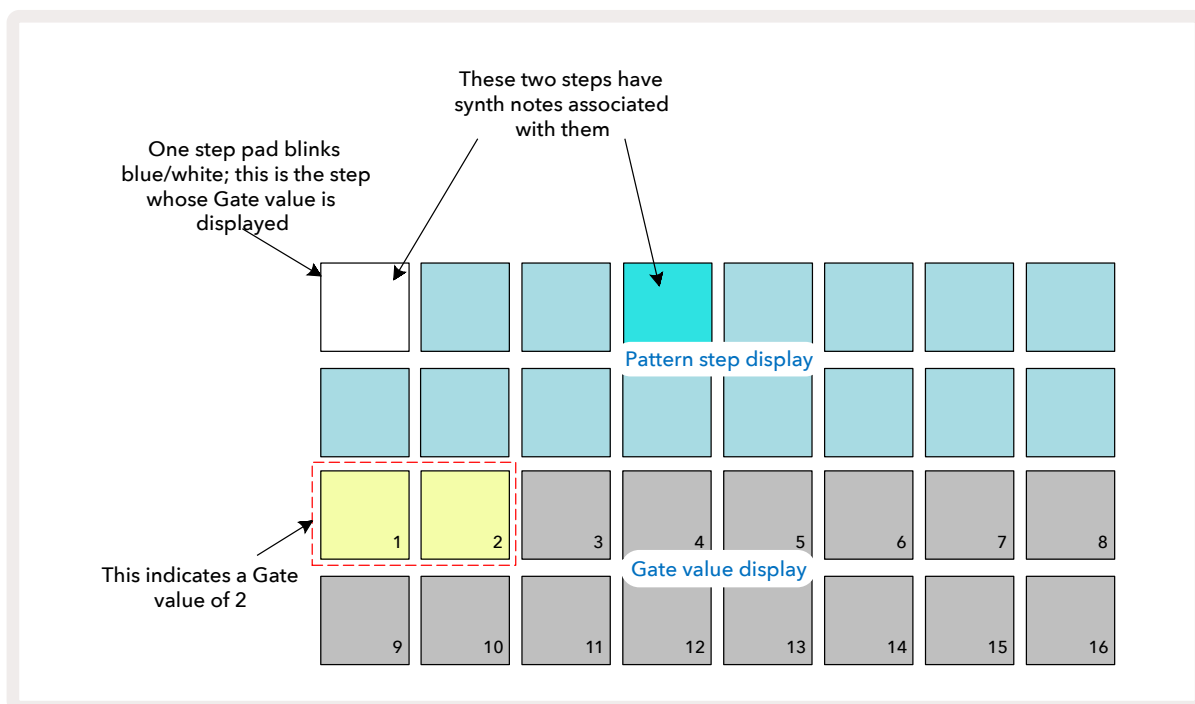 These two steps have
synth notes associated
with them
One step pad blinks
blue/white; this is the step
whose Gate value is
displayed
Pattern step display
1 2 3 4 5 6 7 8
Gate value display
This indicates a Gate
value of 2
9 10 11 12 13 14 15 16